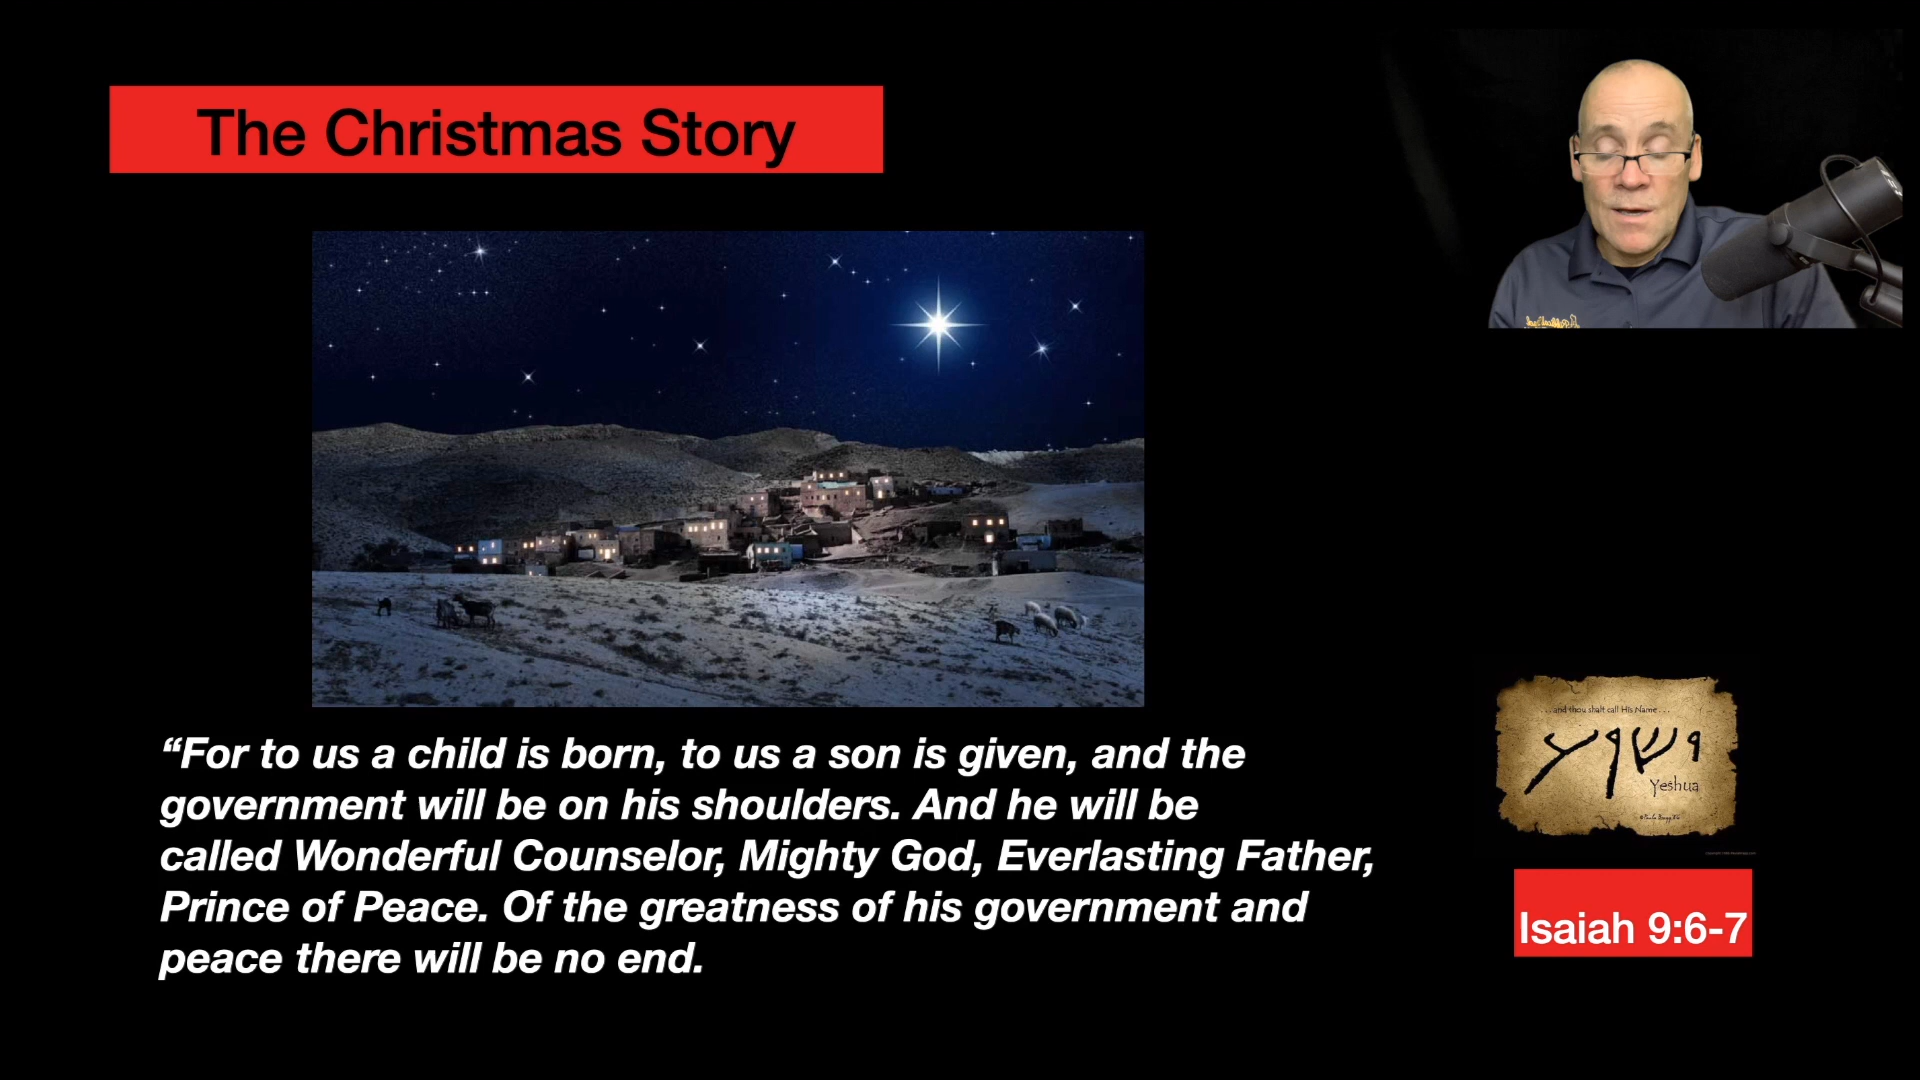 The Christmas Story
“For to us a child is born, to us a son is given, and the
government will be on his shoulders. And he will be
called Wonderful Counselor, Mighty God, Everlasting Father,
Prince of Peace. Of the greatness of his government and
peace there will be no end.
...and thou shalt call His Name...
Yeshua
Isaiah 9:6-7